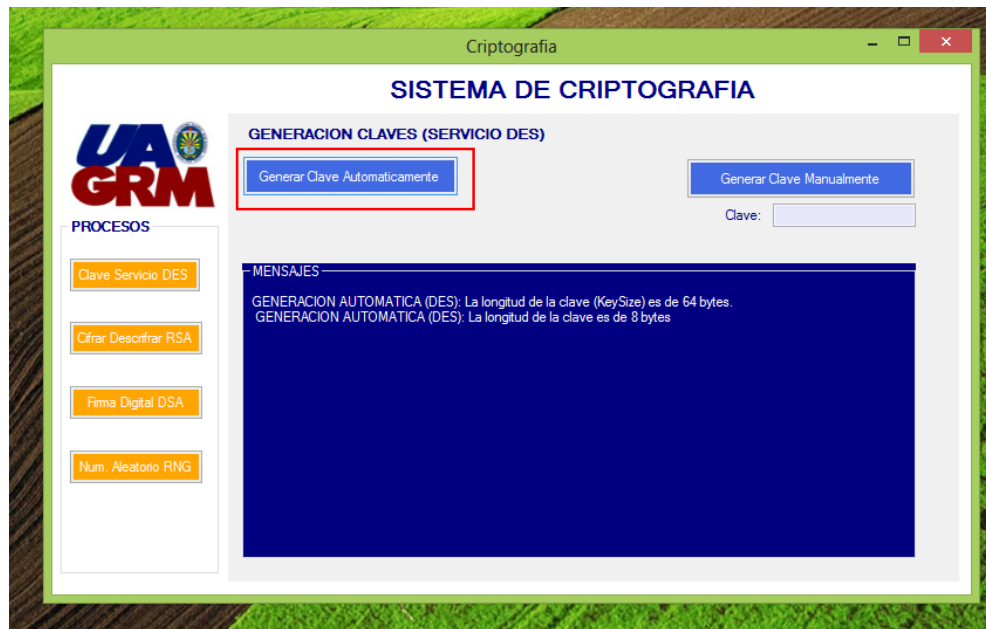 Criptografia
SISTEMA DE CRIPTOGRAFIA
UA
GRM
GENERACION CLAVES (SERVICIO DES)
Generar Clave Automaticamente
Generar Clave Manualmente
Clave:
PROCESOS
Clave Servicio DES
Cifrar Descrifrar RSA
Firma Digital DSA
Num. Aleatorio RNG
MENSAJES
GENERACION AUTOMATICA (DES): La longitud de la clave (KeySize) es de 64 bytes.
GENERACION AUTOMATICA (DES): La longitud de la clave es de 8 bytes